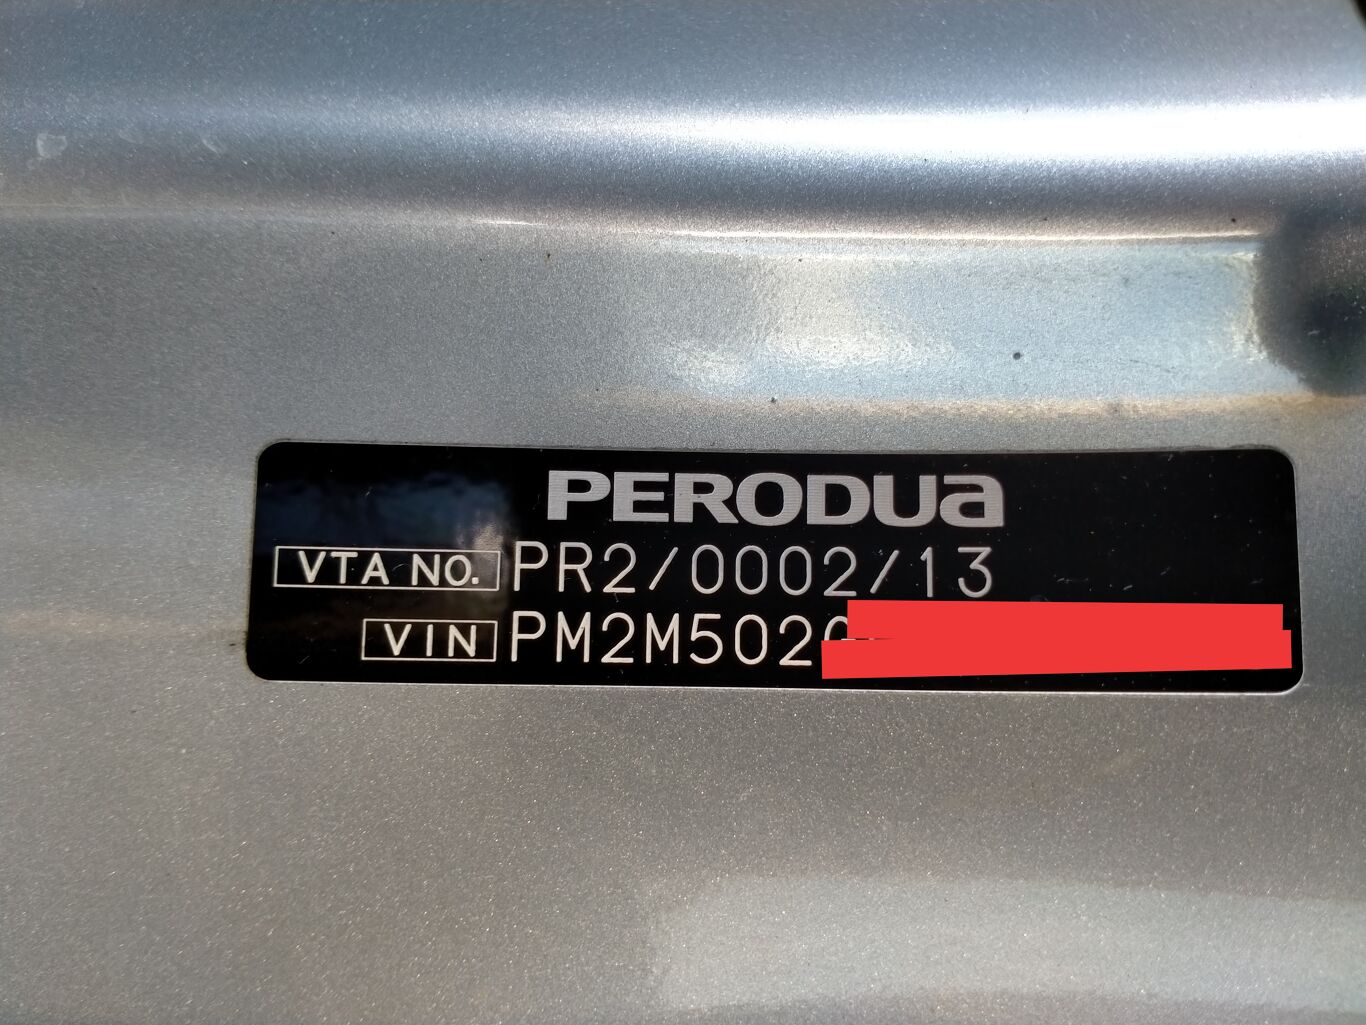 PERODUA
VTA NO. PR2/0002/13
VIN PM2M502